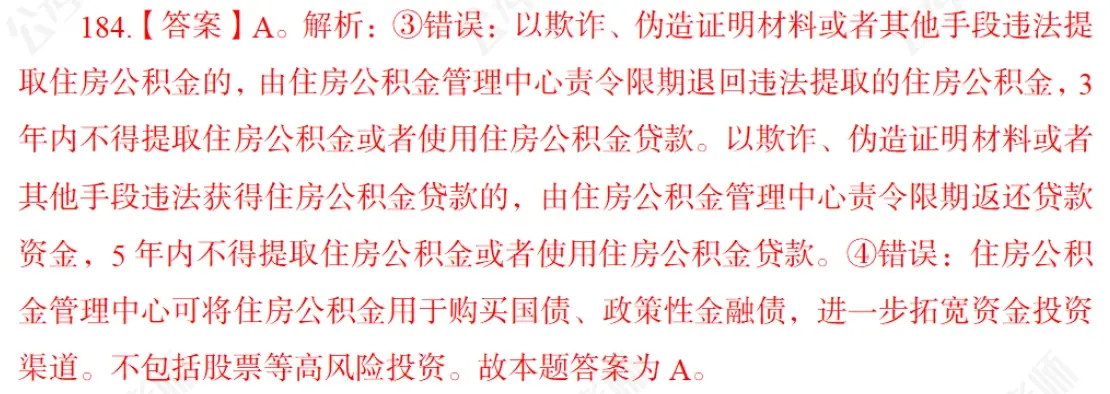 184.【答案】A。解析：③错误：以欺诈、伪造证明材料或者其他手段违法提
取住房公积金的，由住房公积金管理中心责令限期退回违法提取的住房公积金，3
年内不得提取住房公积金或者使用住房公积金贷款。以欺诈、伪造证明材料或者
其他手段违法获得住房公积金贷款的，由住房公积金管理中心责令限期返还贷款
资金，5 年内不得提取住房公积金或者使用住房公积金贷款。④错误：住房公积
金管理中心可将住房公积金用于购买国债、政策性金融债，进一步拓宽资金投资
渠道。不包括股票等高风险投资。故本题答案为 A。